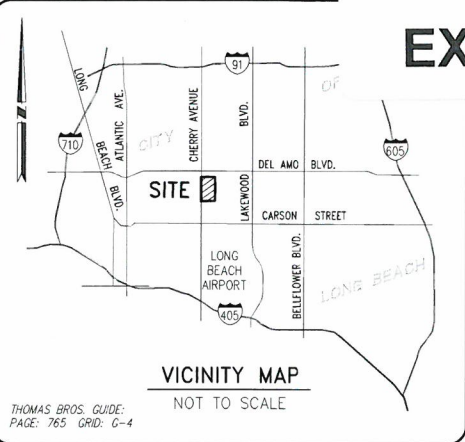 EX
LONG
BEACH
BLVD.
ATLANTIC AVE.
CHERRY AVENUE
BLVD.
LAKEWOOD
91
OF
CITY
710
605
DEL AMO BLVD.
SITE
CARSON STREET
LONG
BEACH
AIRPORT
BELLFLOWER BLVD.
LONG BEACH
405
VICINITY MAP
NOT TO SCALE
THOMAS BROS. GUIDE:
PAGE: 765 GRID: G-4